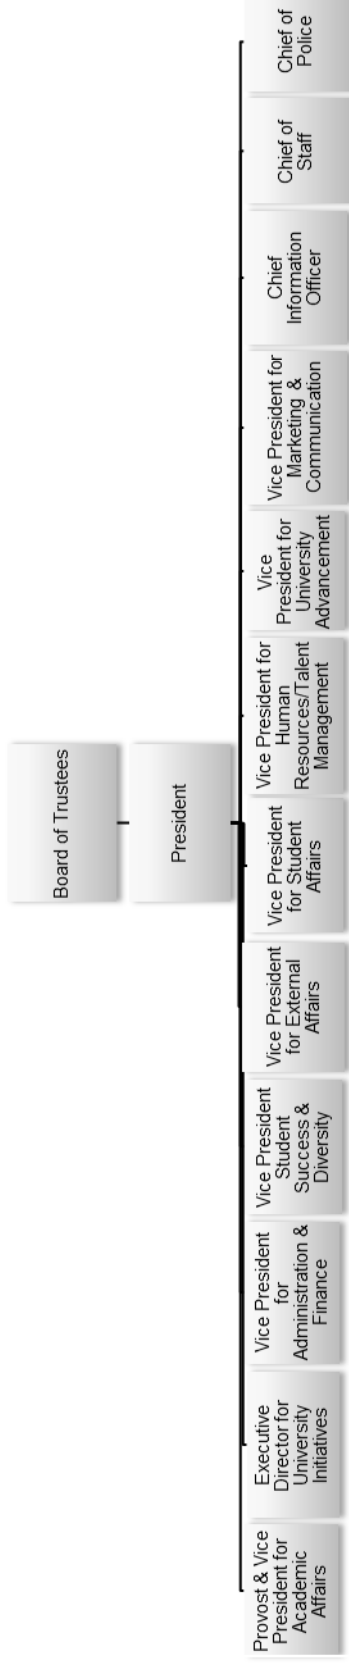 Board of Trustees
President
Provost & Vice
President for
Academic
Affairs
Executive
Director for
University
Initiatives
Vice President
for
Administration &
Finance
Vice President
Student
Success &
Diversity
Vice President
for External
Affairs
Vice President
for Student
Affairs
Vice President for
Human
Resources/Talent
Management
Vice
President for
University
Advancement
Vice President for
Marketing &
Communication
Chief
Information
Officer
Chief of
Staff
Chief of
Police